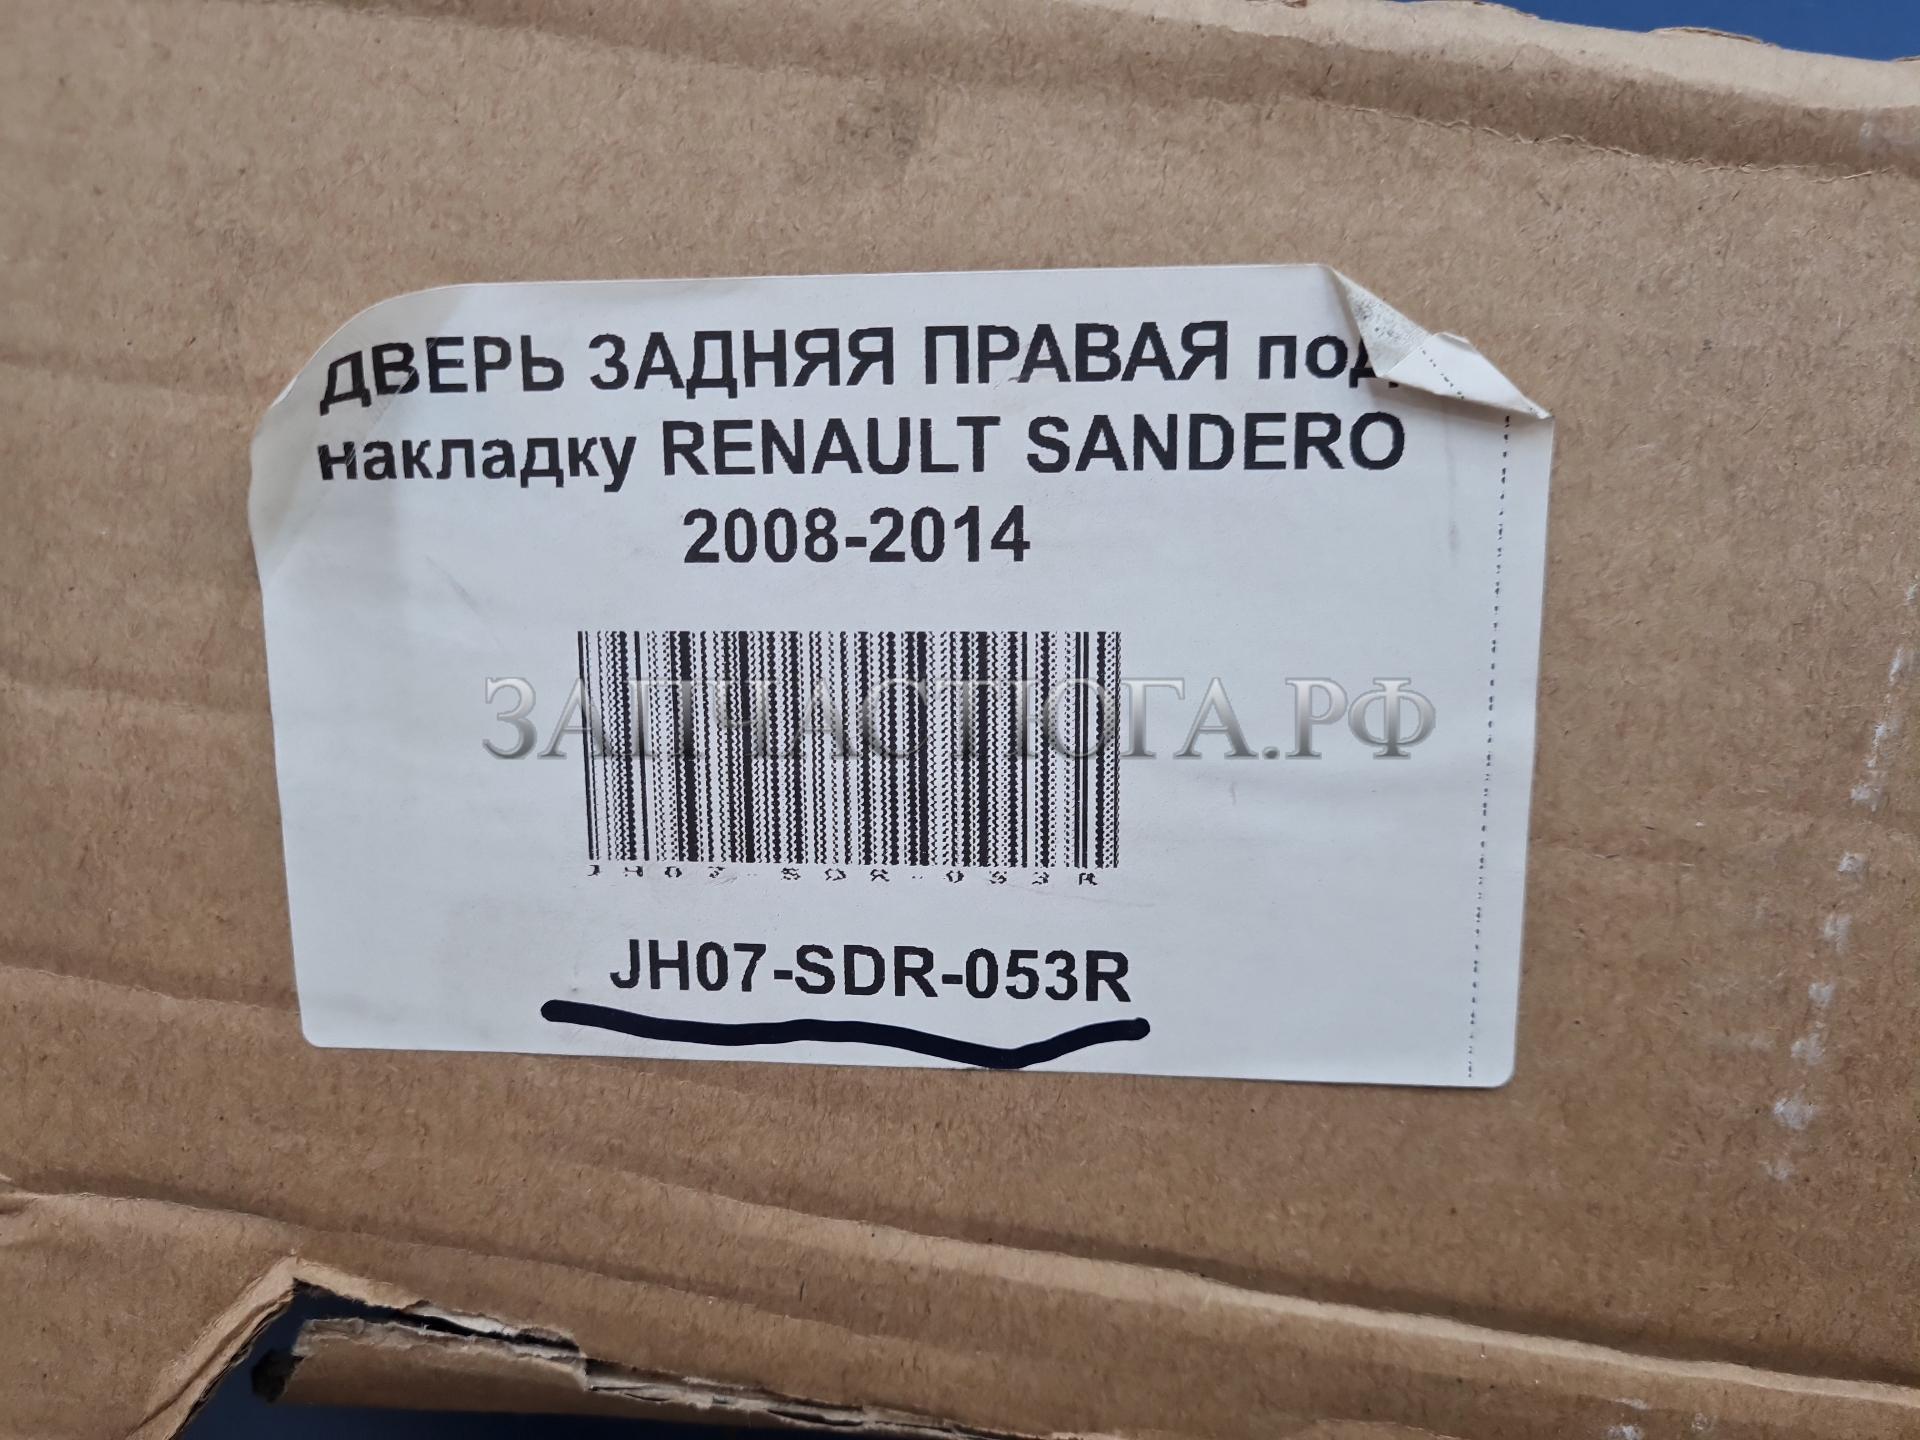 ДВЕРЬ ЗАДНЯЯ ПРАВАЯ под
накладку RENAULT SANDERO
2008-2014
ЗАПЧАСТЮГА.РФ
JH07-SDR-053R
JH07-SDR-053R